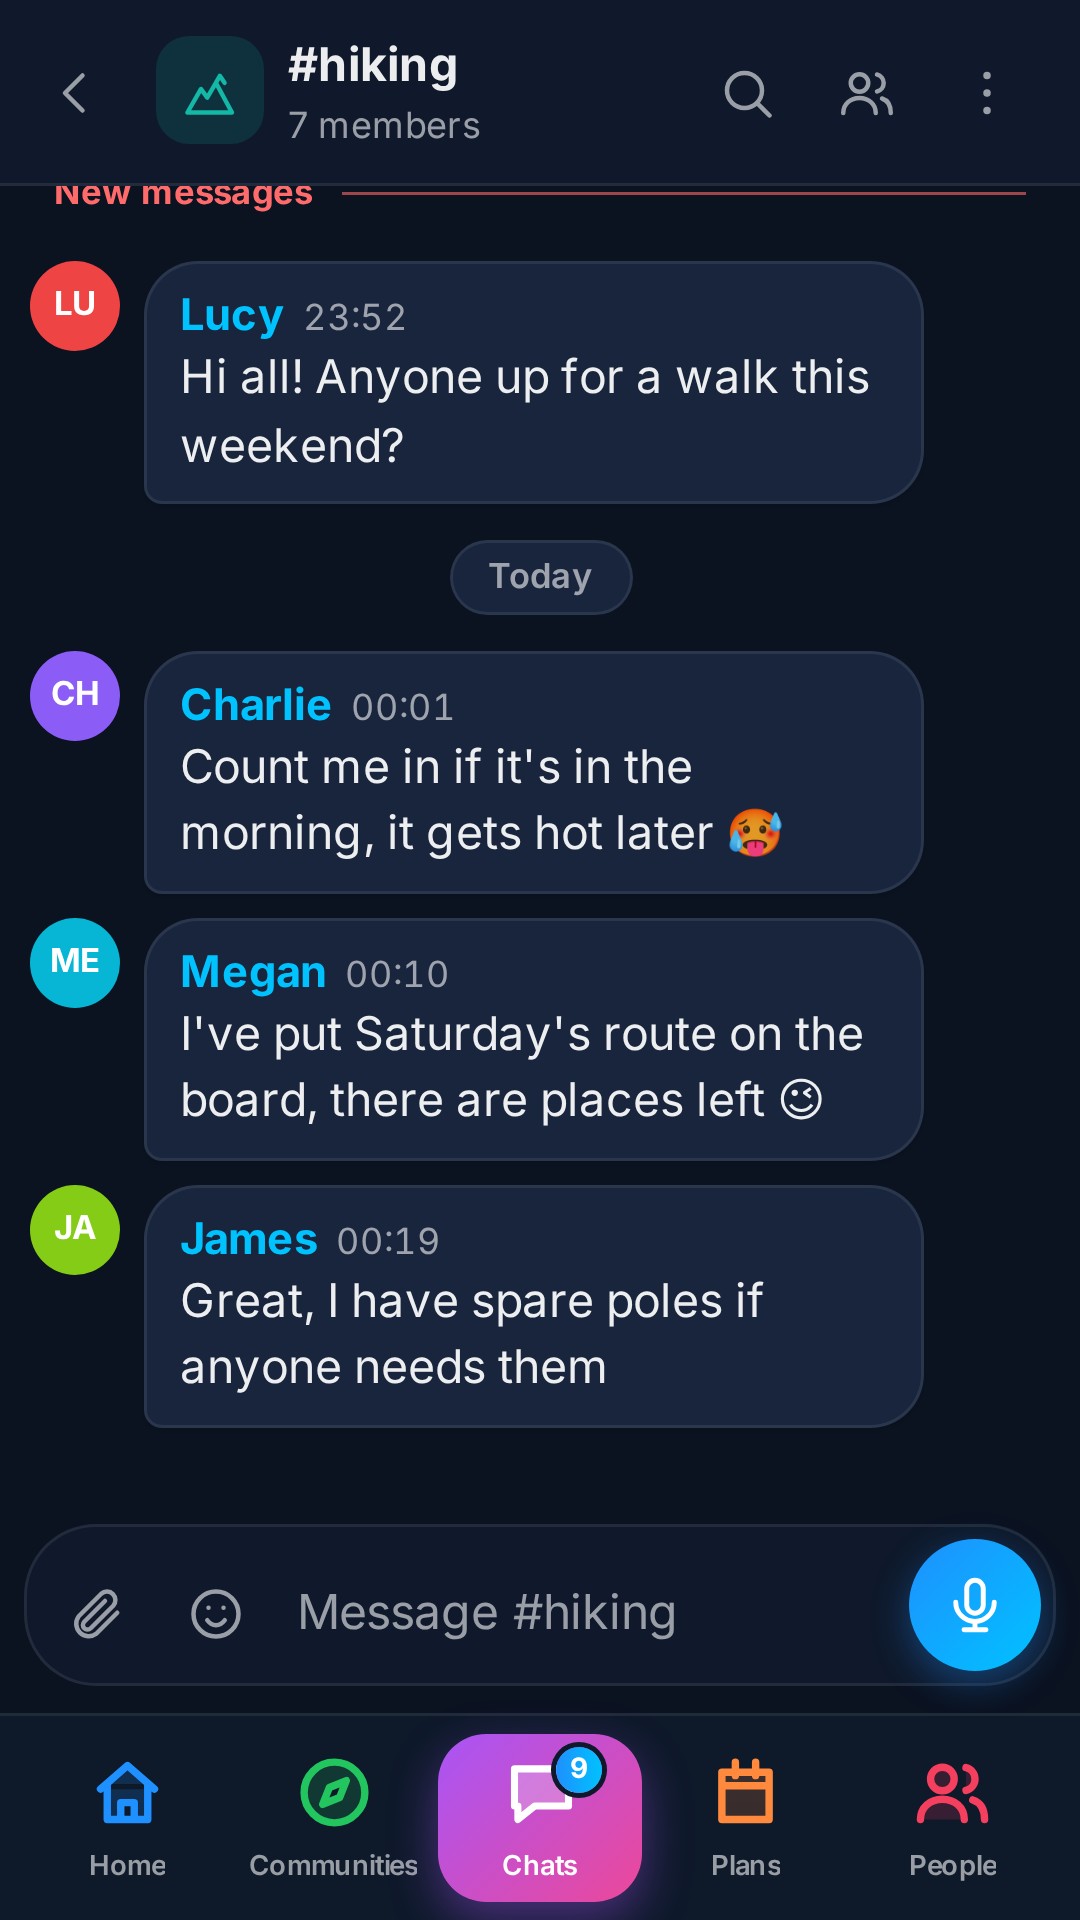 #hiking
7 members
New messages
LU
Lucy 23:52
Hi all! Anyone up for a walk this
weekend?
Today
CH
Charlie 00:01
Count me in if it's in the
morning, it gets hot later 🥵
ME
Megan 00:10
I've put Saturday's route on the
board, there are places left 😉
JA
James 00:19
Great, I have spare poles if
anyone needs them
Message #hiking
9
Home
Communities
Chats
Plans
People